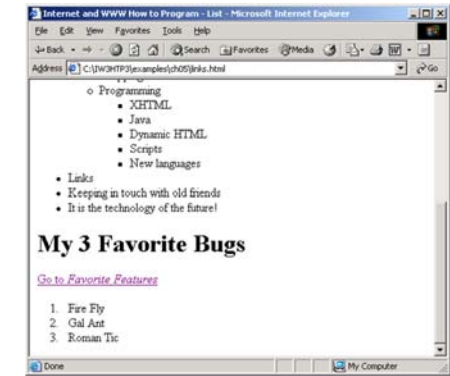 Internet and WWW How to Program - List - Microsoft Internet Explorer
File Edit View Favorites Tools Help
Back Search Favorites Media
Address C:\IW3HTP3\examples\ch05\links.html Go
Programming
XHTML
Java
Dynamic HTML
Scripts
New languages
Links
Keeping in touch with old friends
It is the technology of the future!
My 3 Favorite Bugs
Go to Favorite Features
1. Fire Fly
2. Gal Ant
3. Roman Tic
Done My Computer